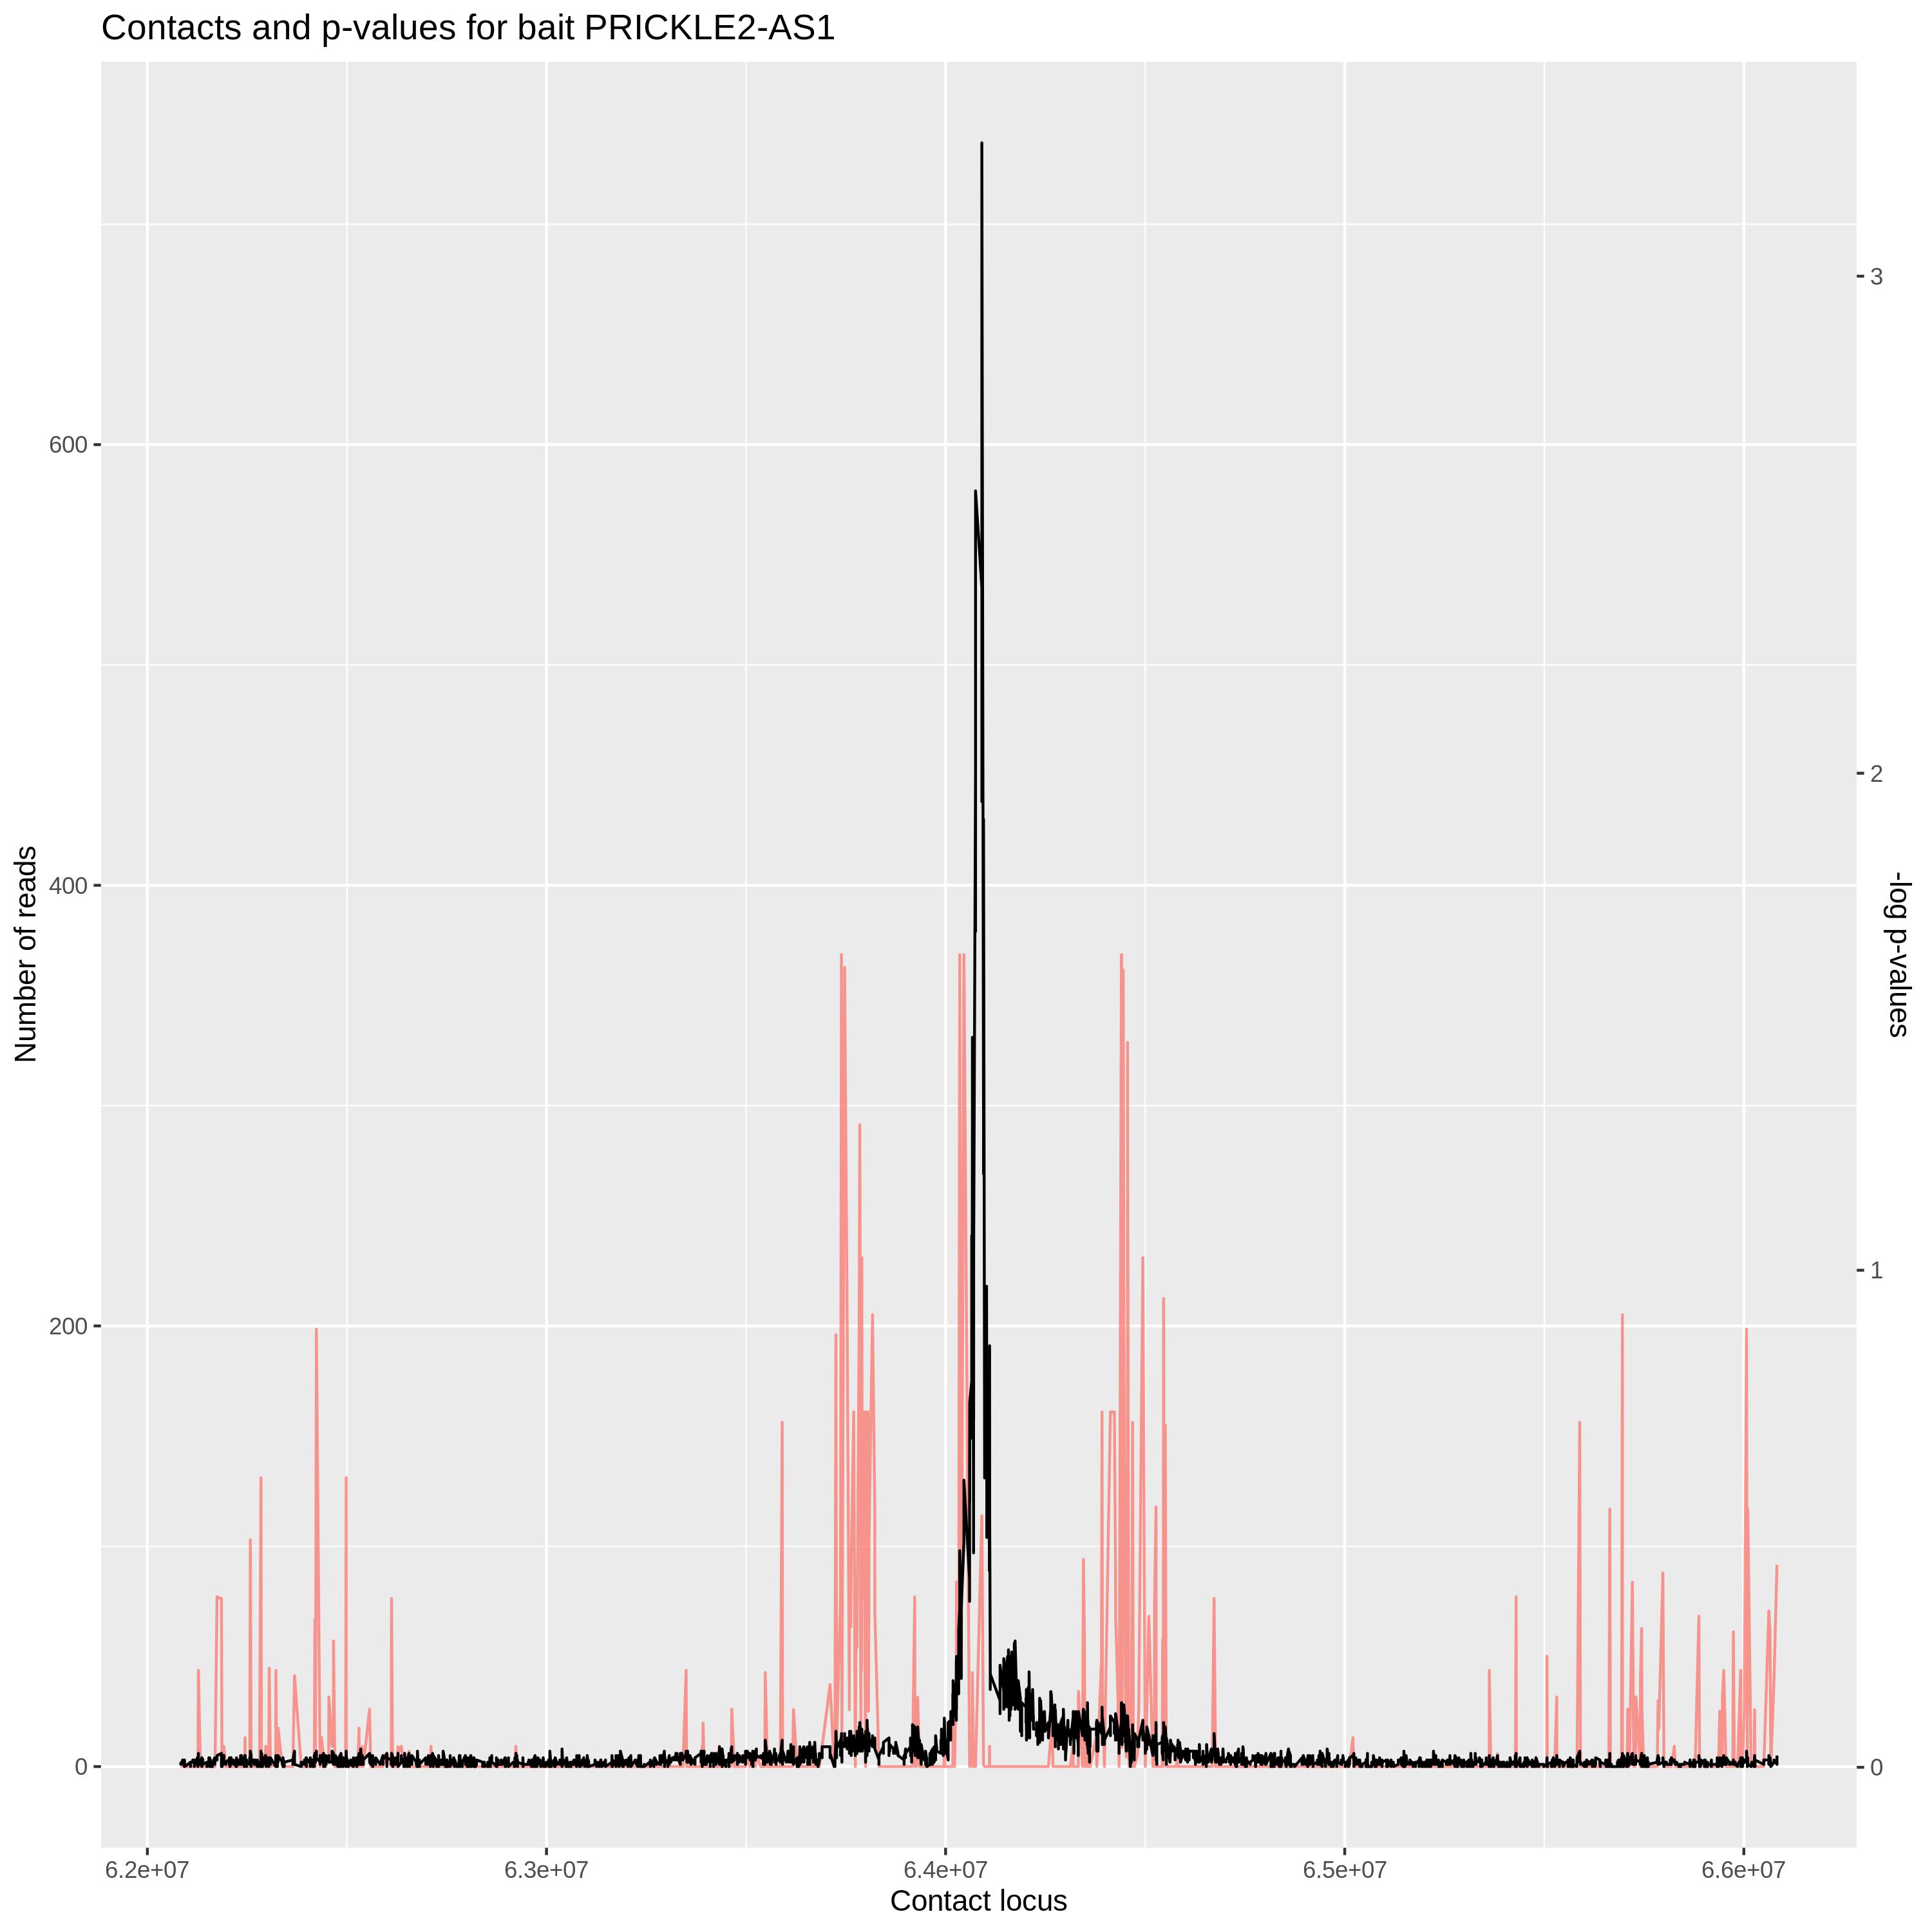 Contacts and p-values for bait PRICKLE2-AS1
Number of reads
600
400
200
0
3
2
1
0
-log p-values
6.2e+07
6.3e+07
6.4e+07
6.5e+07
6.6e+07
Contact locus